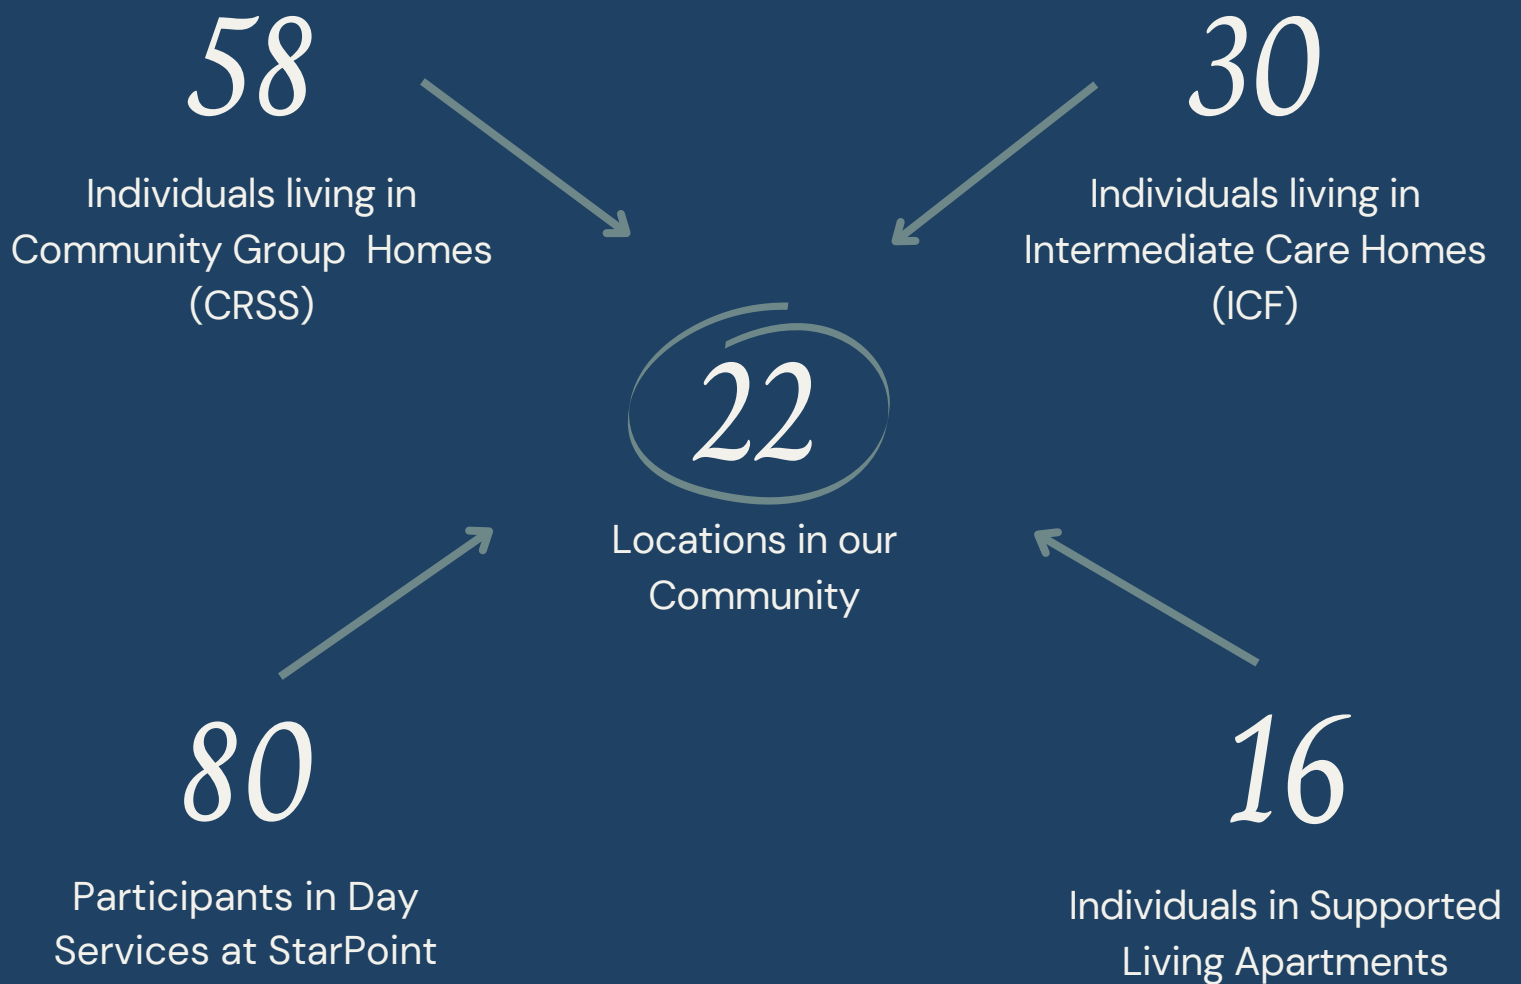 58
Individuals living in
Community Group  Homes
(CRSS)
30
Individuals living in
Intermediate Care Homes
(ICF)
22
Locations in our
Community
80
Participants in Day
Services at StarPoint
16
Individuals in Supported
Living Apartments